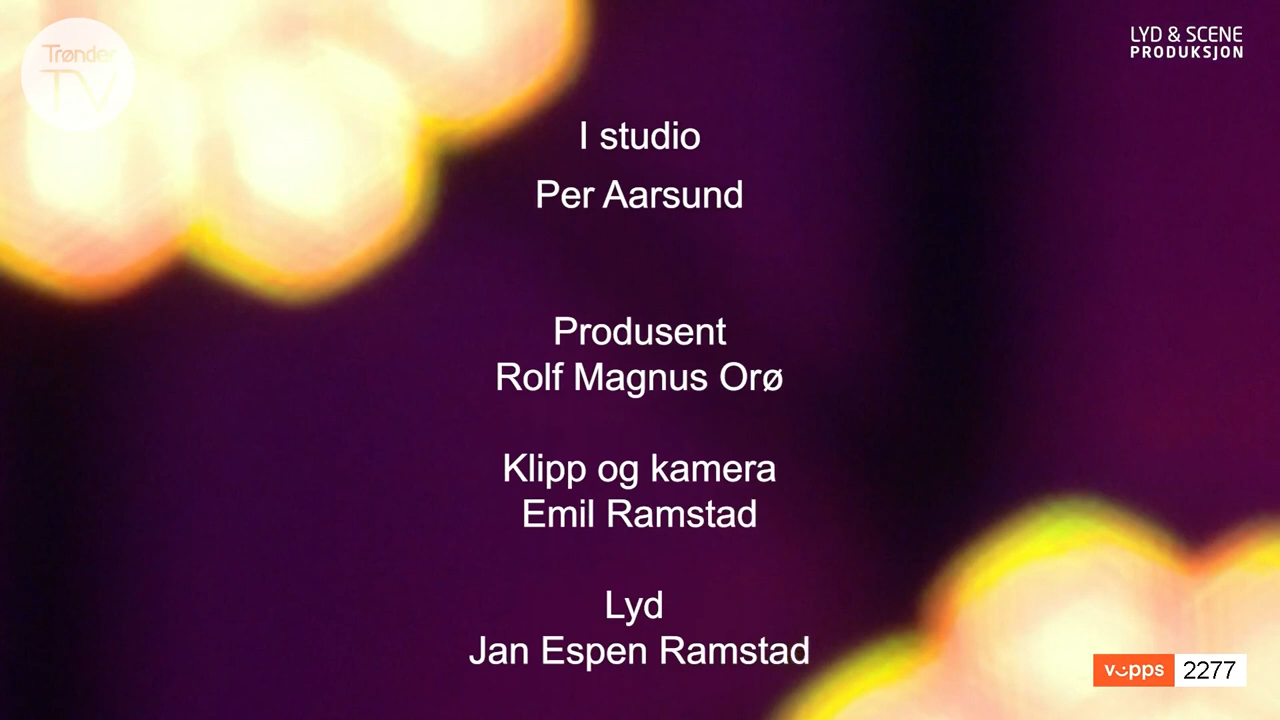 Trønder
TV
LYD & SCENE
PRODUKSJON
I studio
Per Aarsund
Produsent
Rolf Magnus Orø
Klipp og kamera
Emil Ramstad
Lyd
Jan Espen Ramstad
vipps 2277